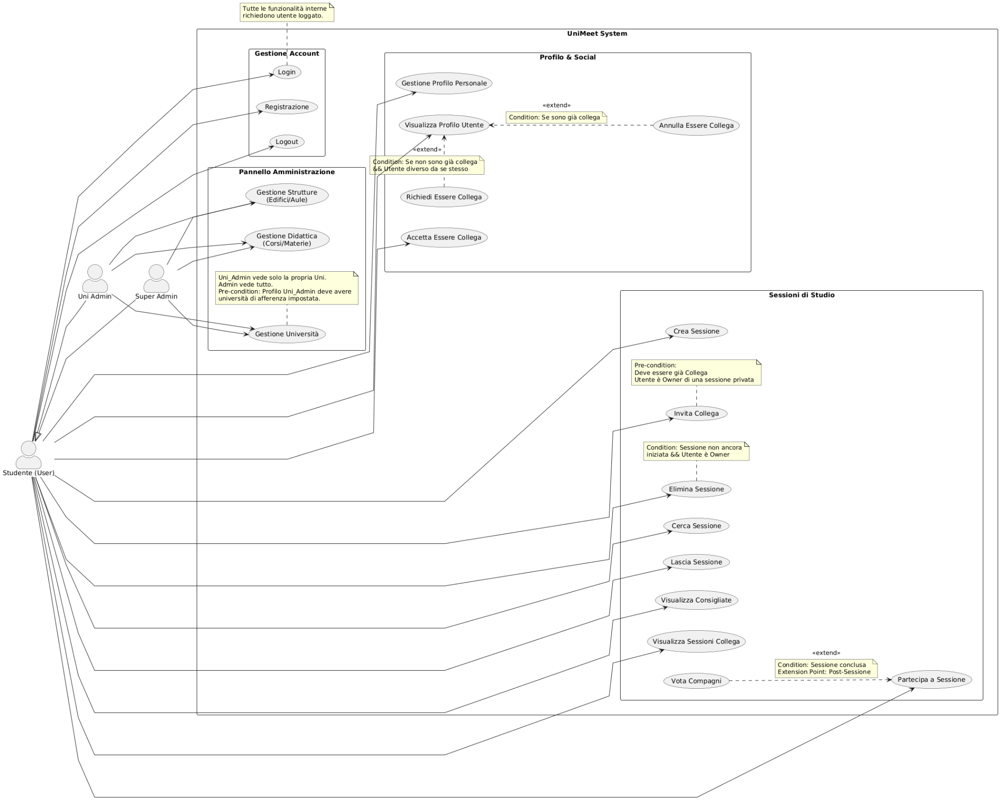 Tutte le funzionalità interne
richiedono utente loggato.
UniMeet System
Gestione Account
Login
Registrazione
Logout
Pannello Amministrazione
Gestione Strutture
(Edifici/Aule)
Gestione Didattica
(Corsi/Materie)
Uni_Admin vede solo la propria Uni.
Admin vede tutto.
Pre-condition: Profilo Uni_Admin deve avere
università di afferenza impostata.
Gestione Università
Uni Admin
Super Admin
Studente (User)
Profilo & Social
Gestione Profilo Personale
«extend»
Condition: Se sono già collega
Visualizza Profilo Utente
Annulla Essere Collega
«extend»
Condition: Se non sono già collega
&& Utente diverso da se stesso
Richiedi Essere Collega
Accetta Essere Collega
Sessioni di Studio
Crea Sessione
Pre-condition:
Deve essere già Collega
Utente è Owner di una sessione privata
Invita Collega
Condition: Sessione non ancora
iniziata && Utente è Owner
Elimina Sessione
Cerca Sessione
Lascia Sessione
Visualizza Consigliate
Visualizza Sessioni Collega
«extend»
Condition: Sessione conclusa
Extension Point: Post-Sessione
Vota Compagni
Partecipa a Sessione